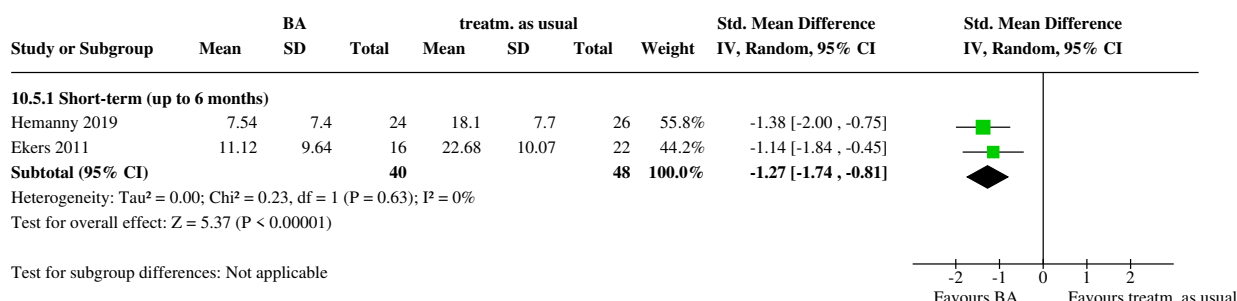 BA treatm. as usual Std. Mean Difference Std. Mean Difference
Study or Subgroup Mean SD Total Mean SD Total Weight IV, Random, 95% CI IV, Random, 95% CI
10.5.1 Short-term (up to 6 months)
Hemanny 2019 7.54 7.4 24 18.1 7.7 26 55.8% -1.38 [-2.00 , -0.75]
Ekers 2011 11.12 9.64 16 22.68 10.07 22 44.2% -1.14 [-1.84 , -0.45]
Subtotal (95% CI) 40 48 100.0% -1.27 [-1.74 , -0.81]
Heterogeneity: Tau² = 0.00; Chi² = 0.23, df = 1 (P = 0.63); I² = 0%
Test for overall effect: Z = 5.37 (P < 0.00001)
Test for subgroup differences: Not applicable
-2 -1 0 1 2
Favours BA Favours treatm. as usual